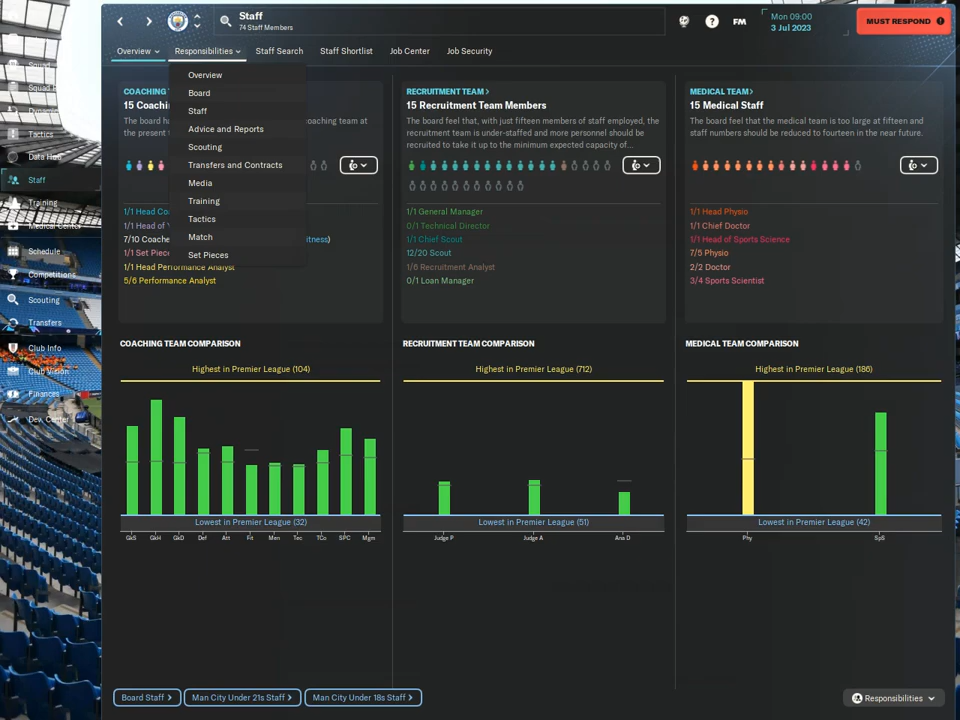 Staff
74 Staff Members
?
FM
Mon 09:00
3 Jul 2023
MUST RESPOND
Overview
Responsibilities
Staff Search
Staff Shortlist
Job Center
Job Security
Squad
Tactics
Data Hub
Staff
Training
Medical Center
Schedule
Competitions
Scouting
Transfers
Club Info
Club Vision
Finances
Dev. Center
Overview
Board
Staff
Advice and Reports
Scouting
Transfers and Contracts
Media
Training
Tactics
Match
Set Pieces
COACHING
15 Coachin
The board ha
coaching team at
the present t
1/1 Head Co
1/1 Head of Y
7/10 Coache
itness)
1/1 Set Piec
1/1 Head Performance Analyst
5/6 Performance Analyst
RECRUITMENT TEAM
15 Recruitment Team Members
The board feel that, with just fifteen members of staff employed, the
recruitment team is under-staffed and more personnel should be
recruited to take it up to the minimum expected capacity of...
1/1 General Manager
0/1 Technical Director
1/1 Chief Scout
12/20 Scout
1/6 Recruitment Analyst
0/1 Loan Manager
MEDICAL TEAM
15 Medical Staff
The board feel that the medical team is too large at fifteen and
staff numbers should be reduced to fourteen in the near future.
1/1 Head Physio
1/1 Chief Doctor
1/1 Head of Sports Science
7/5 Physio
2/2 Doctor
3/4 Sports Scientist
COACHING TEAM COMPARISON
Highest in Premier League (104)
Lowest in Premier League (32)
GkS GkH GkD Def Att Fit Men Tec TCo SPC Mgm
RECRUITMENT TEAM COMPARISON
Highest in Premier League (712)
Lowest in Premier League (51)
Judge P Judge A Ana D
MEDICAL TEAM COMPARISON
Highest in Premier League (186)
Lowest in Premier League (42)
Phy SpS
Board Staff
Man City Under 21s Staff
Man City Under 18s Staff
Responsibilities